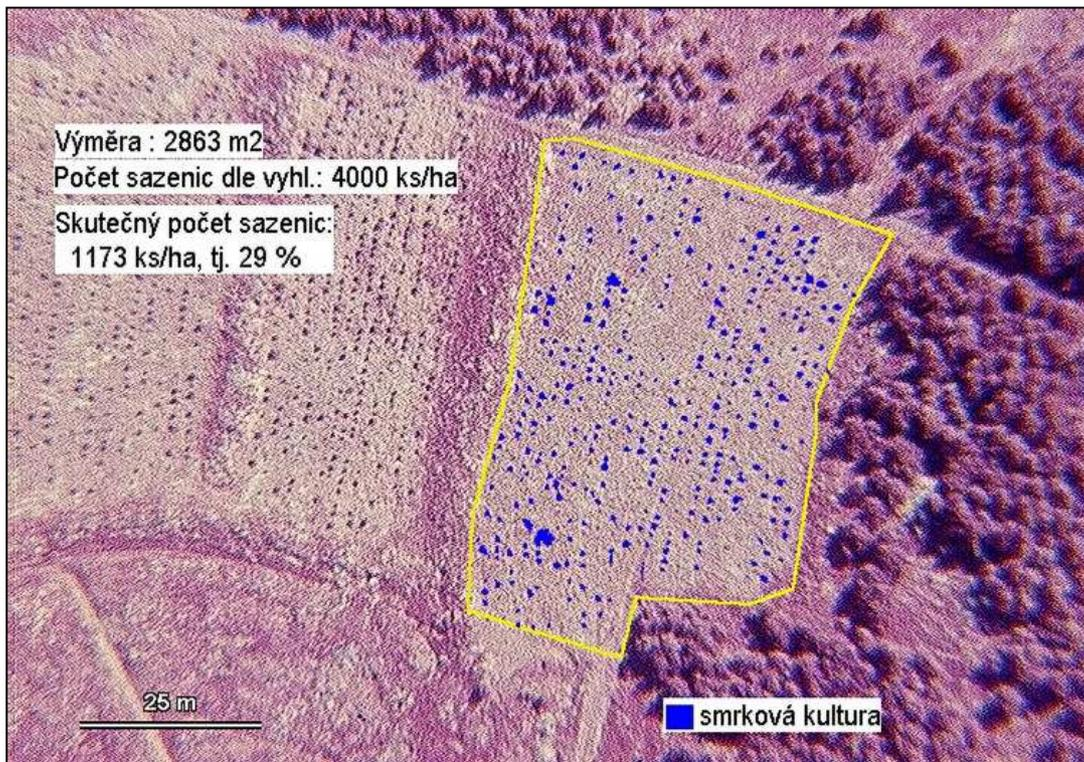 Výměra : 2863 m2
Počet sazenic dle vyhl.: 4000 ks/ha
Skutečný počet sazenic:
1173 ks/ha, tj. 29 %
25 m
smrková kultura